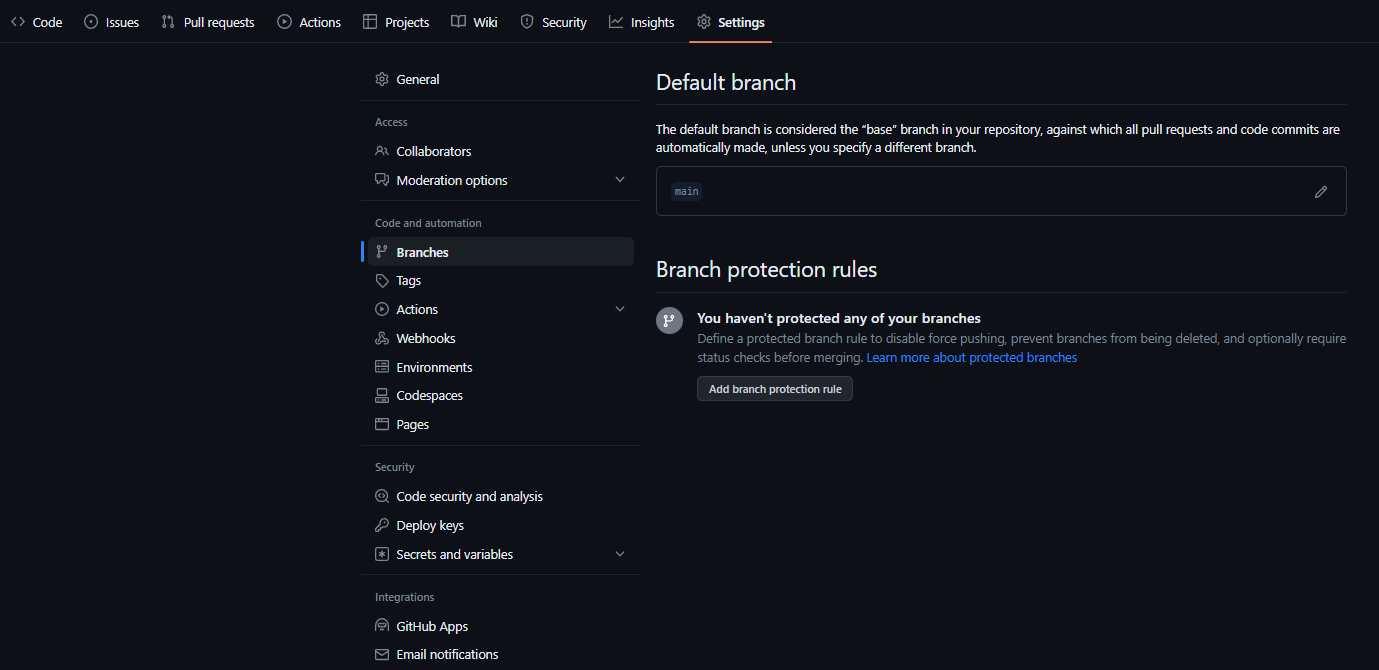 Code Issues Pull requests Actions Projects Wiki Security Insights Settings
General
Access
Collaborators
Moderation options
Code and automation
Branches
Tags
Actions
Webhooks
Environments
Codespaces
Pages
Security
Code security and analysis
Deploy keys
Secrets and variables
Integrations
GitHub Apps
Email notifications
Default branch
The default branch is considered the “base” branch in your repository, against which all pull requests and code commits are
automatically made, unless you specify a different branch.
main
Branch protection rules
You haven't protected any of your branches
Define a protected branch rule to disable force pushing, prevent branches from being deleted, and optionally require
status checks before merging. Learn more about protected branches
Add branch protection rule